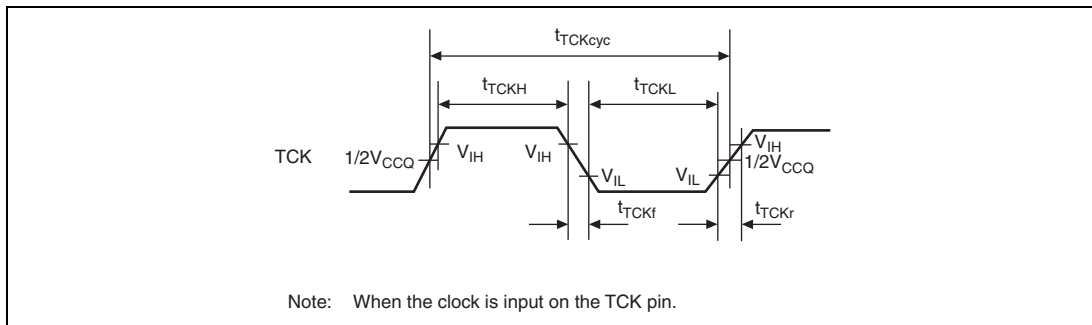 tTCKcyc
tTCKH
tTCKL
TCK
1/2VCCQ
VIH
VIH
VIH
1/2VCCQ
VIL
VIL
tTCKf
tTCKr
Note: When the clock is input on the TCK pin.